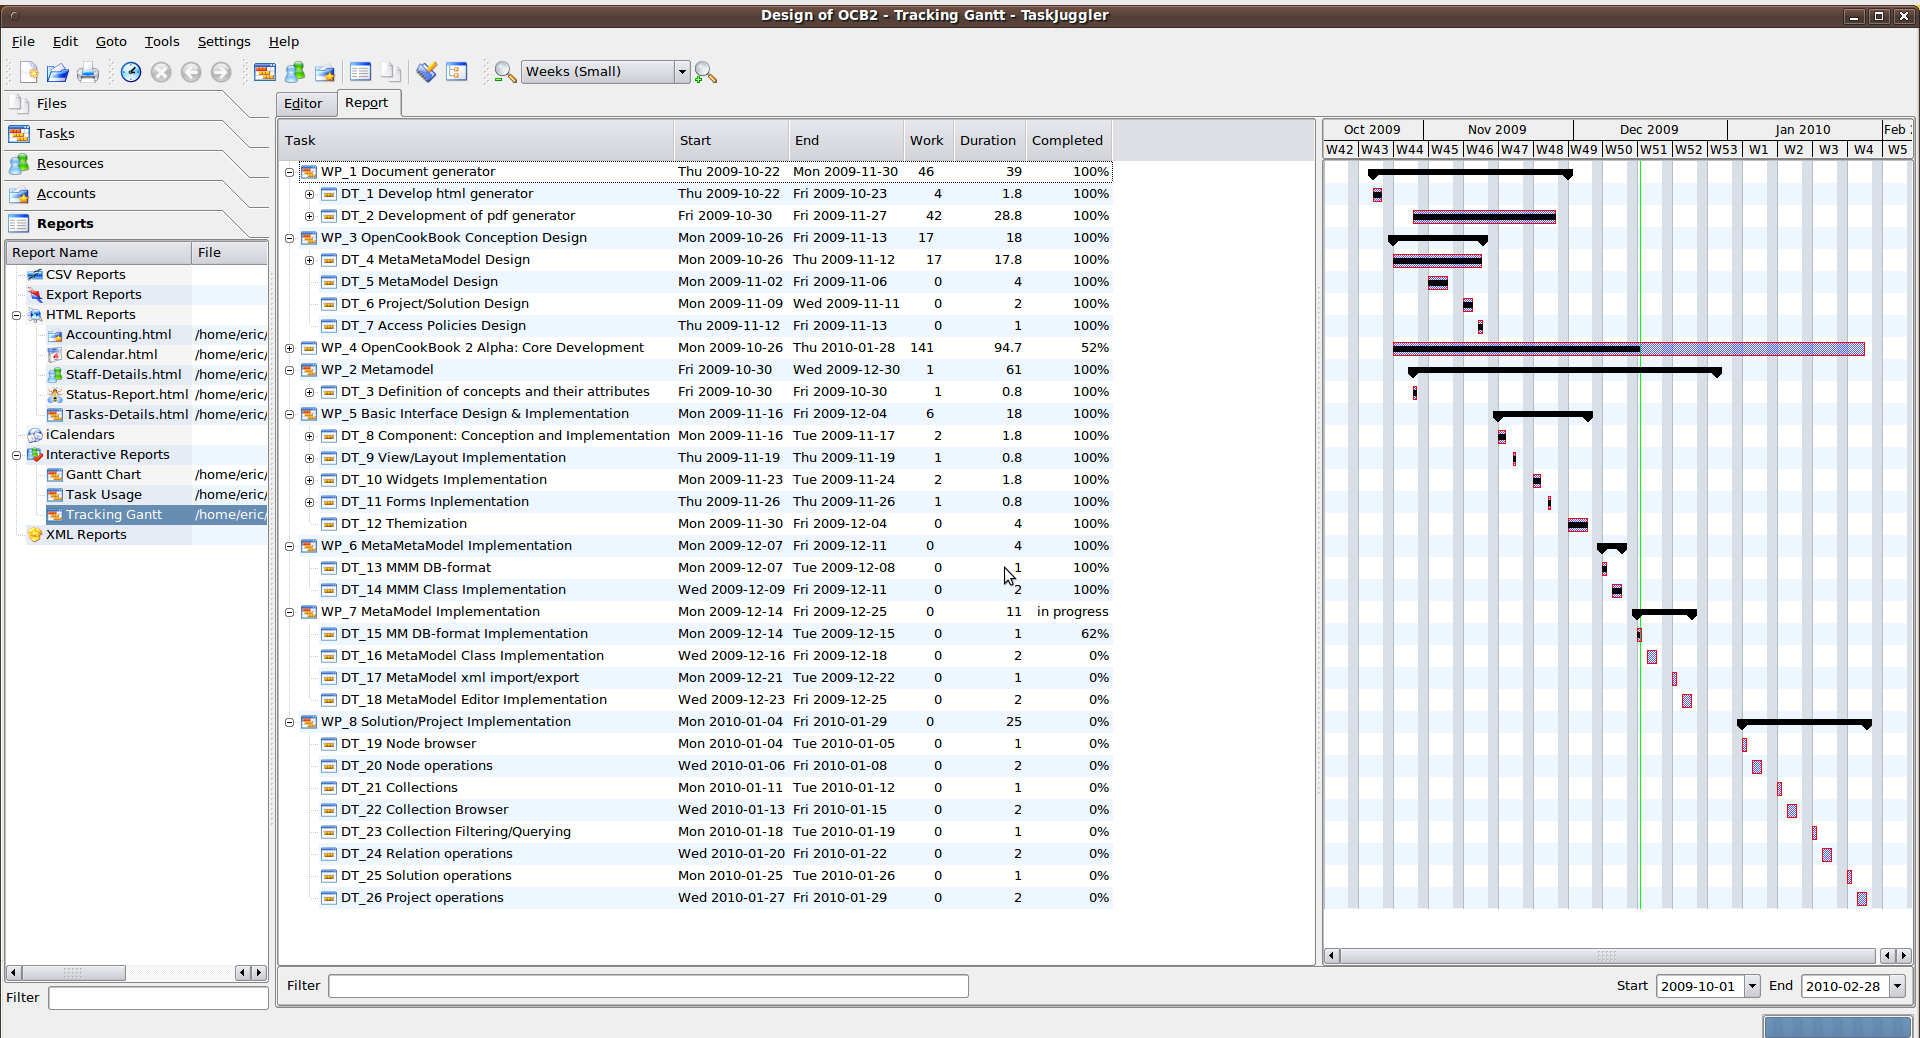 Design of OCB2 - Tracking Gantt - TaskJuggler
File Edit Goto Tools Settings Help
Weeks (Small)
Files
Tasks
Resources
Accounts
Reports
Report Name File
CSV Reports
Export Reports
HTML Reports
Accounting.html /home/eric/
Calendar.html /home/eric/
Staff-Details.html /home/eric/
Status-Report.html /home/eric/
Tasks-Details.html /home/eric/
iCalendars
Interactive Reports
Gantt Chart /home/eric/
Task Usage /home/eric/
Tracking Gantt /home/eric/
XML Reports
Filter
Editor Report
Task Start End Work Duration Completed
WP_1 Document generator Thu 2009-10-22 Mon 2009-11-30 46 39 100%
DT_1 Develop html generator Thu 2009-10-22 Fri 2009-10-23 4 1.8 100%
DT_2 Development of pdf generator Fri 2009-10-30 Fri 2009-11-27 42 28.8 100%
WP_3 OpenCookBook Conception Design Mon 2009-10-26 Fri 2009-11-13 17 18 100%
DT_4 MetaMetaModel Design Mon 2009-10-26 Thu 2009-11-12 17 17.8 100%
DT_5 MetaModel Design Mon 2009-11-02 Fri 2009-11-06 0 4 100%
DT_6 Project/Solution Design Mon 2009-11-09 Wed 2009-11-11 0 2 100%
DT_7 Access Policies Design Thu 2009-11-12 Fri 2009-11-13 0 1 100%
WP_4 OpenCookBook 2 Alpha: Core Development Mon 2009-10-26 Thu 2010-01-28 141 94.7 52%
WP_2 Metamodel Fri 2009-10-30 Wed 2009-12-30 1 61 100%
DT_3 Definition of concepts and their attributes Fri 2009-10-30 Fri 2009-10-30 1 0.8 100%
WP_5 Basic Interface Design & Implementation Mon 2009-11-16 Fri 2009-12-04 6 18 100%
DT_8 Component: Conception and Implementation Mon 2009-11-16 Tue 2009-11-17 2 1.8 100%
DT_9 View/Layout Implementation Thu 2009-11-19 Thu 2009-11-19 1 0.8 100%
DT_10 Widgets Implementation Mon 2009-11-23 Tue 2009-11-24 2 1.8 100%
DT_11 Forms Inplementation Thu 2009-11-26 Thu 2009-11-26 1 0.8 100%
DT_12 Themization Mon 2009-11-30 Fri 2009-12-04 0 4 100%
WP_6 MetaMetaModel Implementation Mon 2009-12-07 Fri 2009-12-11 0 4 100%
DT_13 MMM DB-format Mon 2009-12-07 Tue 2009-12-08 0 1 100%
DT_14 MMM Class Implementation Wed 2009-12-09 Fri 2009-12-11 0 2 100%
WP_7 MetaModel Implementation Mon 2009-12-14 Fri 2009-12-25 0 11 in progress
DT_15 MM DB-format Implementation Mon 2009-12-14 Tue 2009-12-15 0 1 62%
DT_16 MetaModel Class Implementation Wed 2009-12-16 Fri 2009-12-18 0 2 0%
DT_17 MetaModel xml import/export Mon 2009-12-21 Tue 2009-12-22 0 1 0%
DT_18 MetaModel Editor Implementation Wed 2009-12-23 Fri 2009-12-25 0 2 0%
WP_8 Solution/Project Implementation Mon 2010-01-04 Fri 2010-01-29 0 25 0%
DT_19 Node browser Mon 2010-01-04 Tue 2010-01-05 0 1 0%
DT_20 Node operations Wed 2010-01-06 Fri 2010-01-08 0 2 0%
DT_21 Collections Mon 2010-01-11 Tue 2010-01-12 0 1 0%
DT_22 Collection Browser Wed 2010-01-13 Fri 2010-01-15 0 2 0%
DT_23 Collection Filtering/Querying Mon 2010-01-18 Tue 2010-01-19 0 1 0%
DT_24 Relation operations Wed 2010-01-20 Fri 2010-01-22 0 2 0%
DT_25 Solution operations Mon 2010-01-25 Tue 2010-01-26 0 1 0%
DT_26 Project operations Wed 2010-01-27 Fri 2010-01-29 0 2 0%
Oct 2009 Nov 2009 Dec 2009 Jan 2010 Feb
W42 W43 W44 W45 W46 W47 W48 W49 W50 W51 W52 W53 W1 W2 W3 W4 W5
Filter
Start 2009-10-01 End 2010-02-28